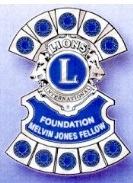 LIONS
L
INTERNATIONAL
FOUNDATION
MELVIN JONES FELLOW